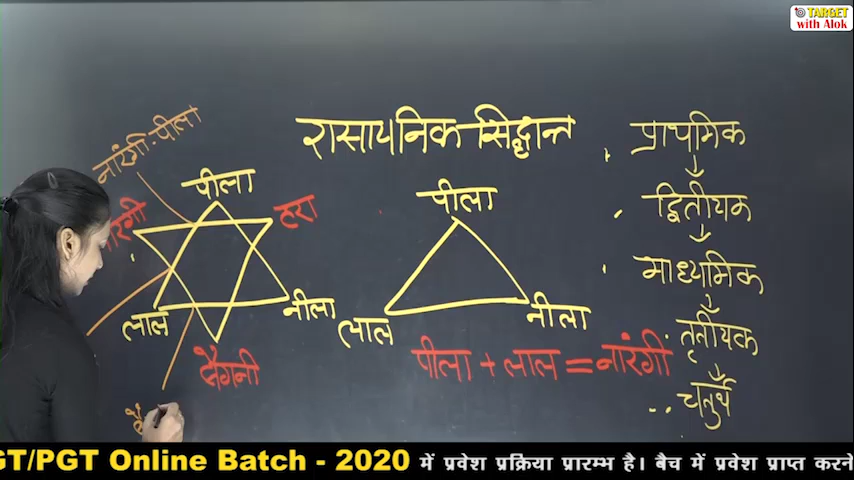 TARGET
with Alok
रासायनिक सिद्धान्त
नारंगी-पीला
पीला
हरा
लाल
नीला
बैगनी
पीला
लाल
नीला
पीला + लाल = नारंगी
प्राथमिक
द्वितीयक
माध्यमिक
तृतीयक
चतुर्थ
GT/PGT Online Batch - 2020 में प्रवेश प्रक्रिया प्रारम्भ है। बैच में प्रवेश प्राप्त करने